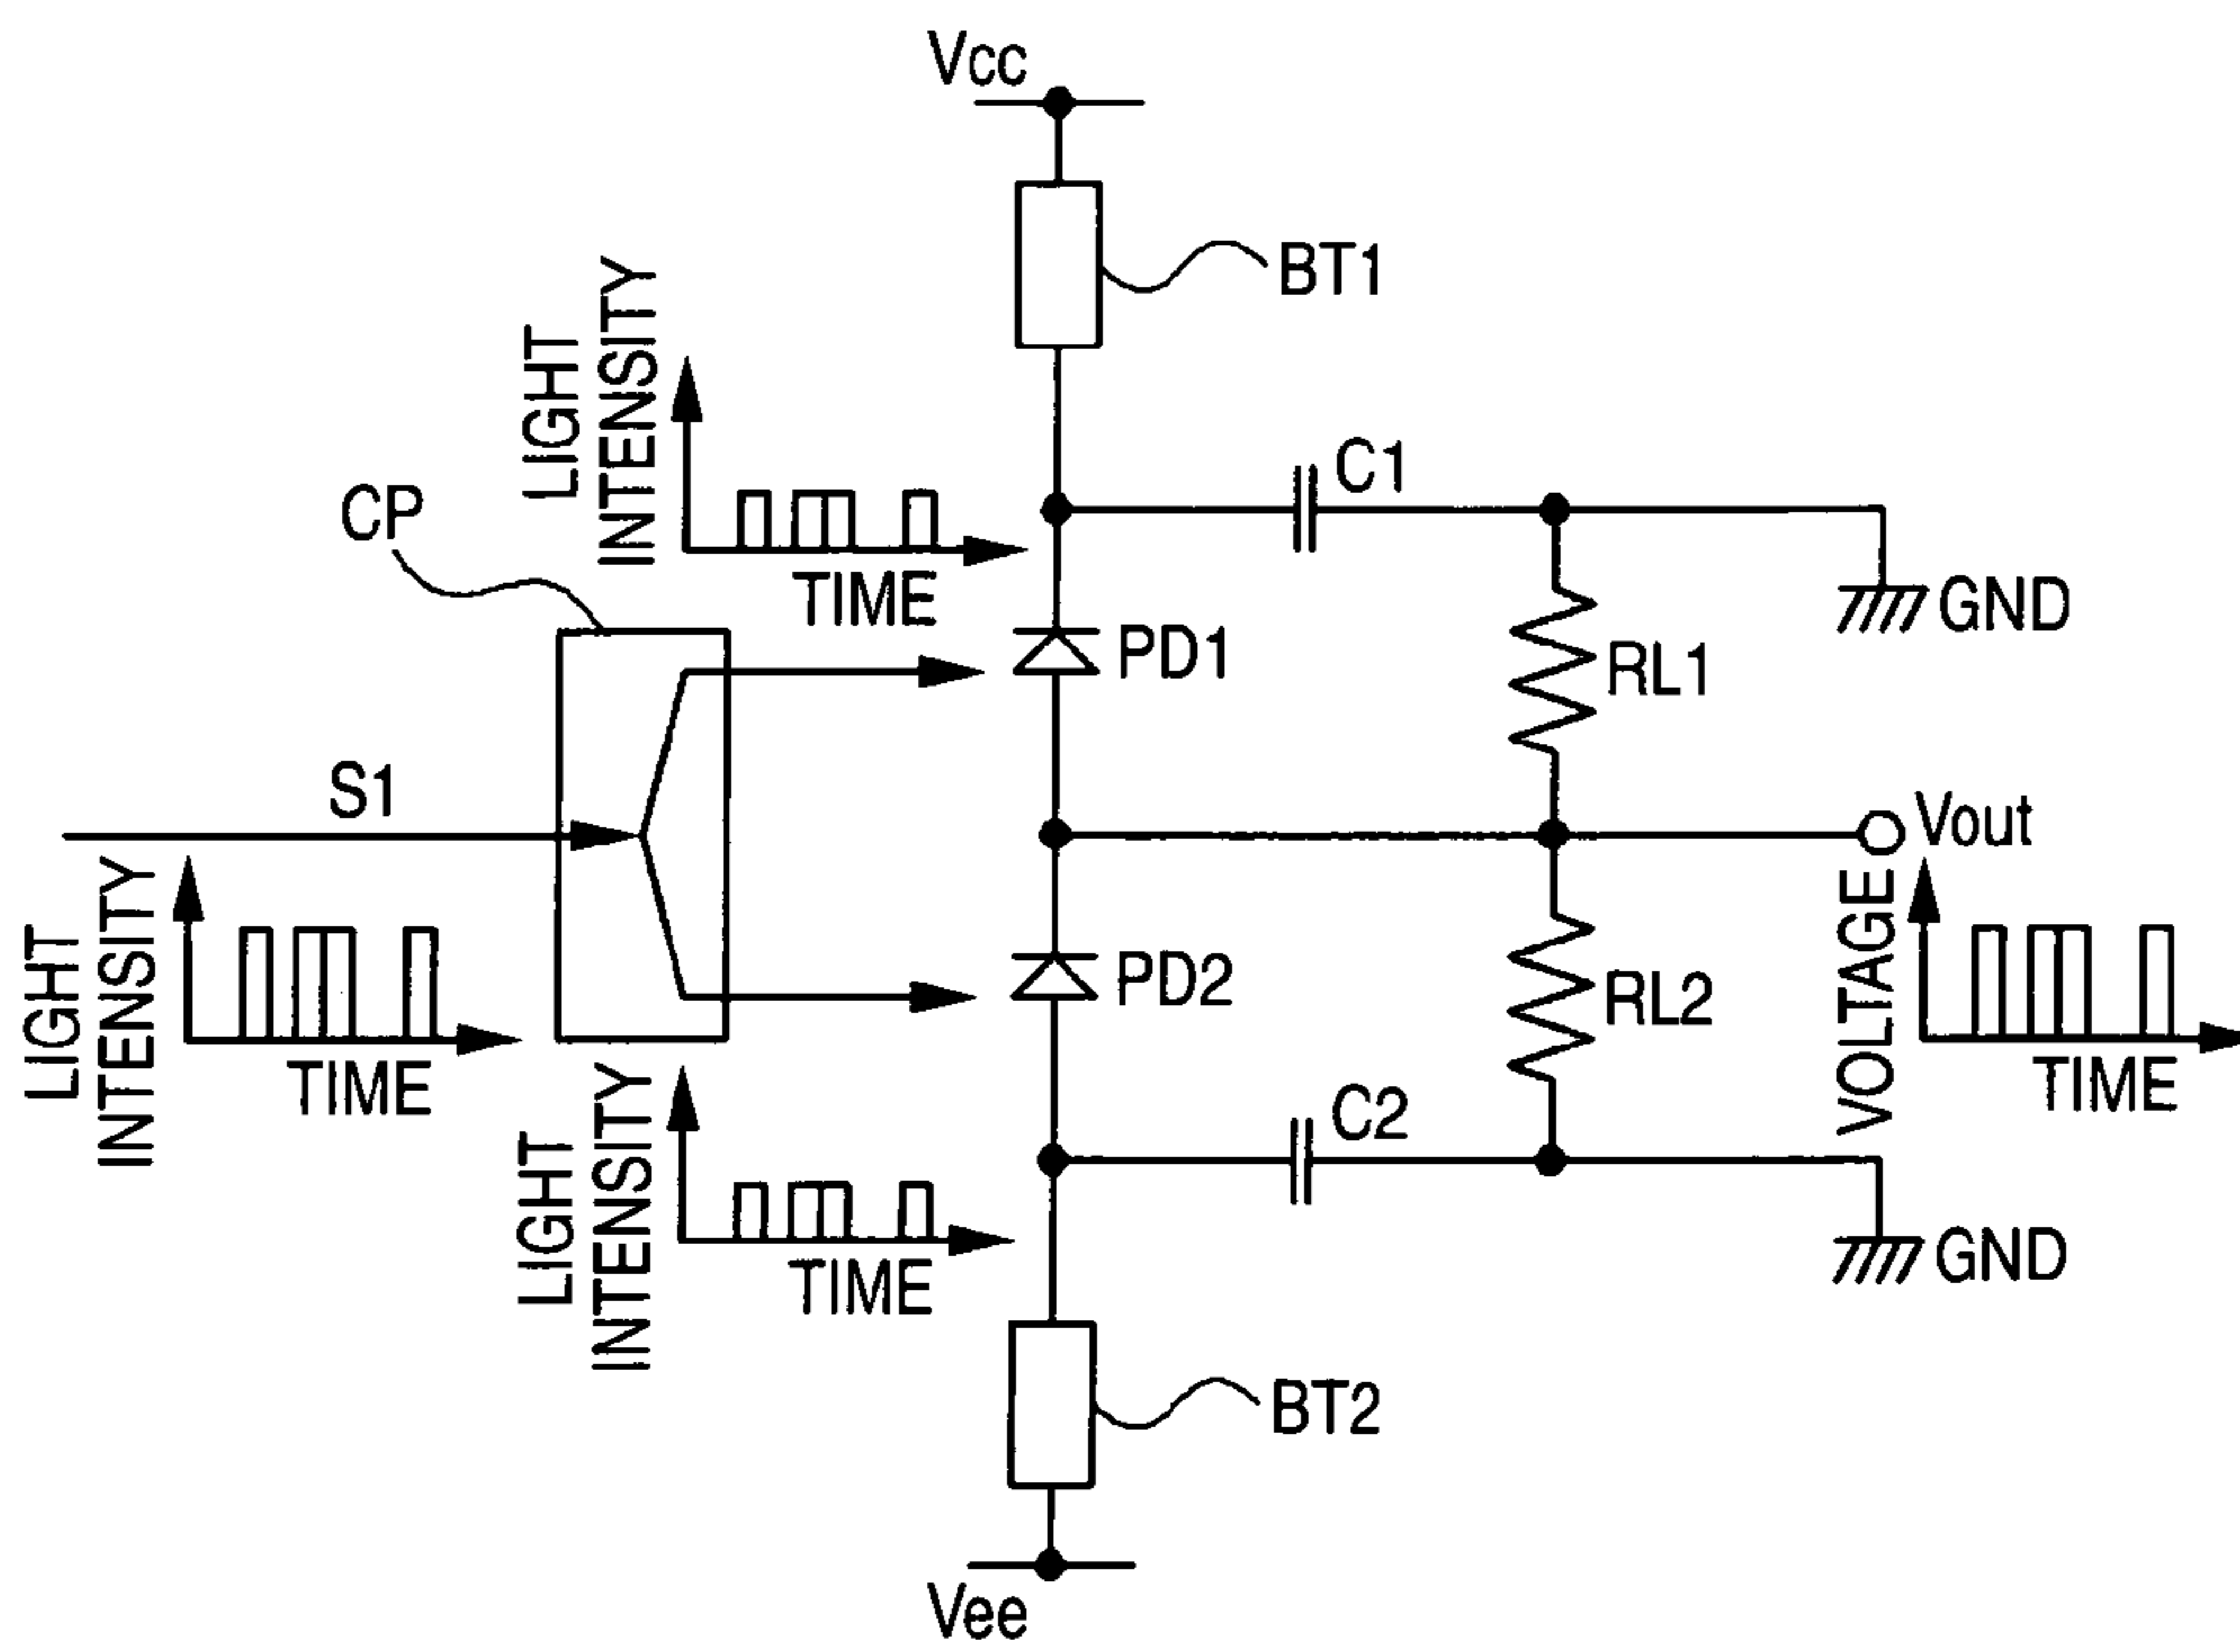 Vcc
BT1
LIGHT
INTENSITY
TIME
C1
CP
GND
PD1
RL1
S1
Vout
LIGHT
INTENSITY
TIME
PD2
RL2
VOLTAGE
TIME
C2
LIGHT
INTENSITY
TIME
GND
BT2
Vee